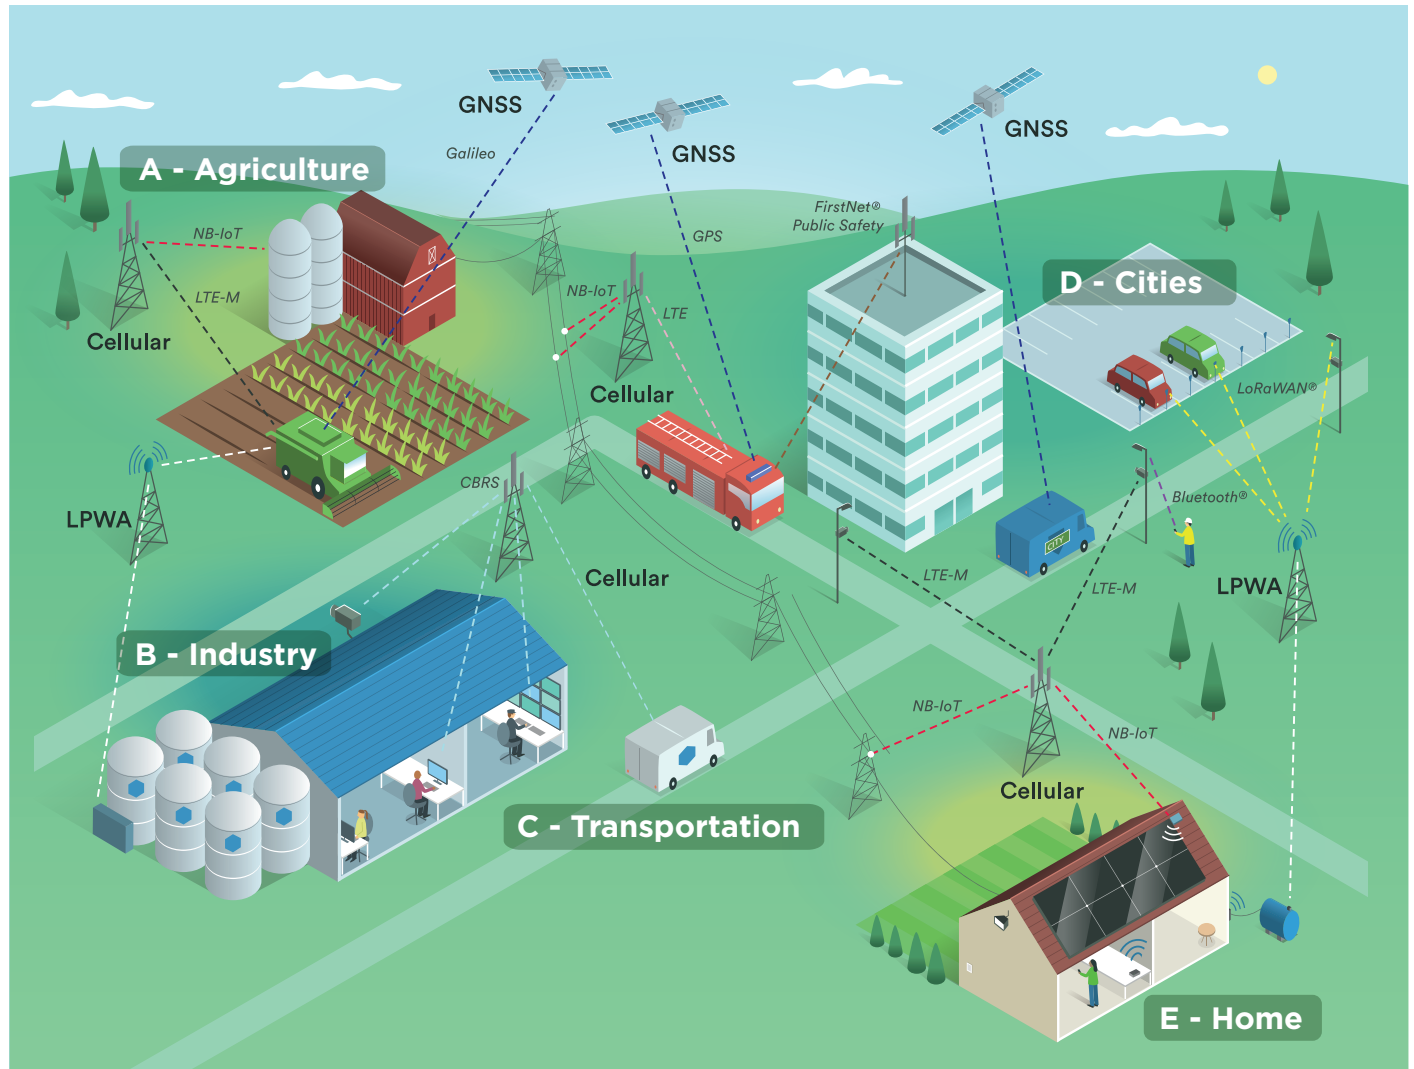 GNSS
GNSS
GNSS
Galileo
A - Agriculture
FirstNet®
Public Safety
NB-IoT
GPS
D - Cities
NB-IoT
LTE-M
LTE
Cellular
Cellular
LoRaWAN®
CBRS
LPWA
Bluetooth®
Cellular
CITY
LTE-M
LTE-M
LPWA
B - Industry
NB-IoT
NB-IoT
Cellular
C - Transportation
E - Home